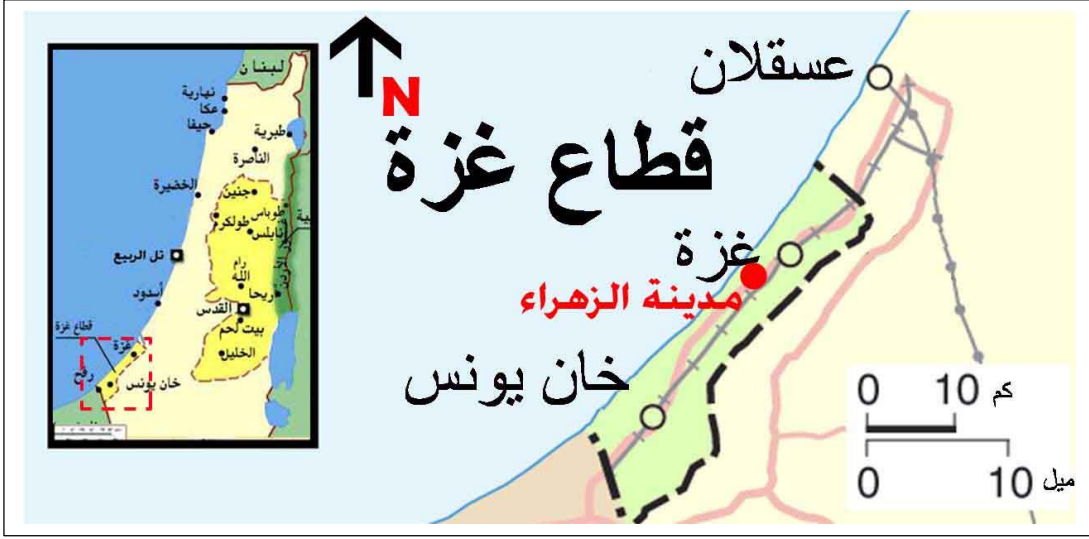 لبنان
نهارية
عكا
حيفا
طبرية
الناصرة
الخضيرة
جنين
طوباس
طولكر
نابلس
تل الربيع
رام
الله
ريحا
أسدود
القدس
بيت لحم
الخليل
قطاع غزة
غزة
رفح
خان يونس
N
قطاع غزة
عسقلان
غزة
مدينة الزهراء
خان يونس
0 10 كم
0 10 ميل